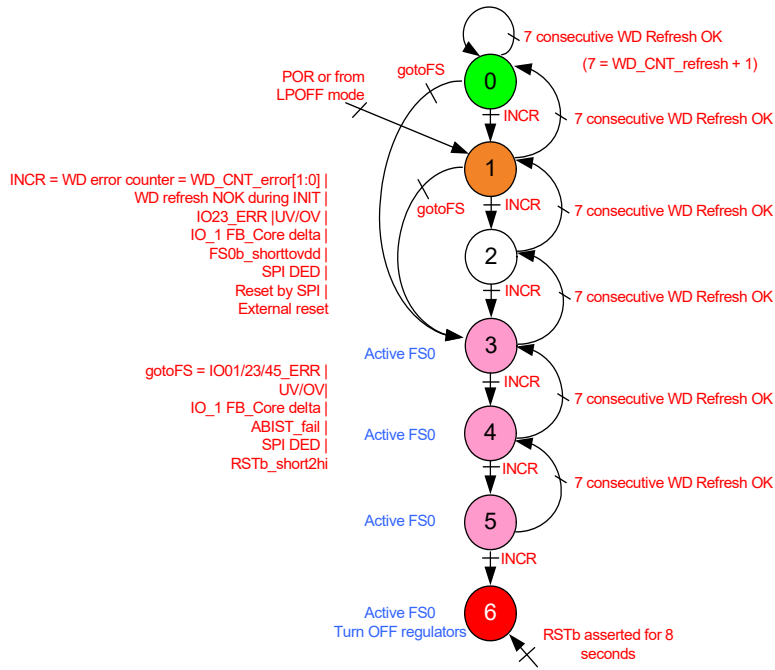 7 consecutive WD Refresh OK
(7 = WD_CNT_refresh + 1)
gotoFS
0
POR or from
LPOFF mode
INCR
7 consecutive WD Refresh OK
1
INCR = WD error counter = WD_CNT_error[1:0] |
WD refresh NOK during INIT |
IO23_ERR |UV/OV |
IO_1 FB_Core delta |
FS0b_shorttovdd |
SPI DED |
Reset by SPI |
External reset
gotoFS
INCR
7 consecutive WD Refresh OK
2
INCR
7 consecutive WD Refresh OK
3
Active FS0
gotoFS = IO01/23/45_ERR |
UV/OV|
IO_1 FB_Core delta |
ABIST_fail |
SPI DED |
RSTb_short2hi
INCR
7 consecutive WD Refresh OK
4
Active FS0
INCR
7 consecutive WD Refresh OK
5
Active FS0
INCR
6
Active FS0
Turn OFF regulators
RSTb asserted for 8
seconds